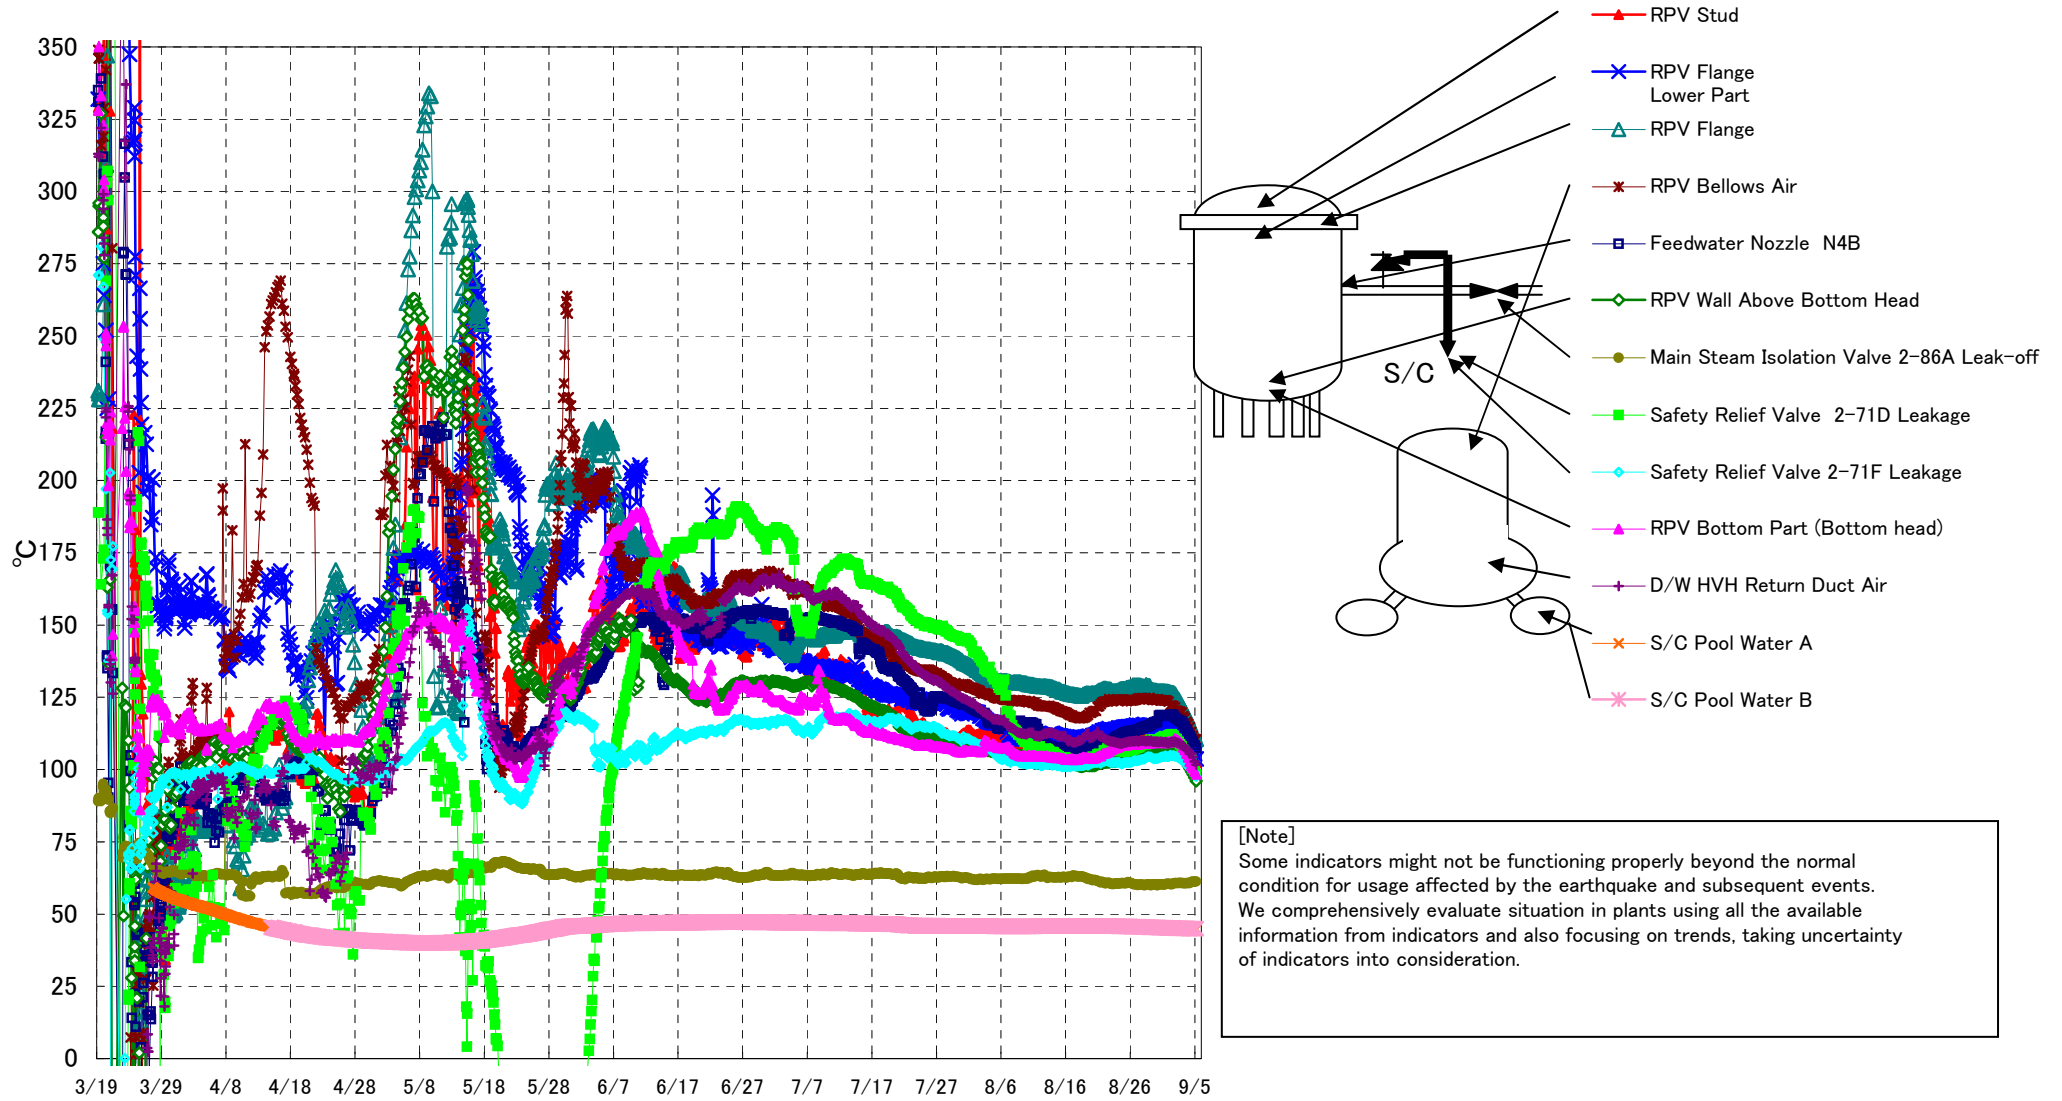 350
325
300
275
250
225
200
175
150
125
100
75
50
25
0
℃
3/19 3/29 4/8 4/18 4/28 5/8 5/18 5/28 6/7 6/17 6/27 7/7 7/17 7/27 8/6 8/16 8/26 9/5
RPV Stud
RPV Flange
Lower Part
RPV Flange
RPV Bellows Air
Feedwater Nozzle N4B
RPV Wall Above Bottom Head
Main Steam Isolation Valve 2-86A Leak-off
Safety Relief Valve 2-71D Leakage
Safety Relief Valve 2-71F Leakage
RPV Bottom Part (Bottom head)
D/W HVH Return Duct Air
S/C Pool Water A
S/C Pool Water B
S/C
[Note]
Some indicators might not be functioning properly beyond the normal
condition for usage affected by the earthquake and subsequent events.
We comprehensively evaluate situation in plants using all the available
information from indicators and also focusing on trends, taking uncertainty
of indicators into consideration.